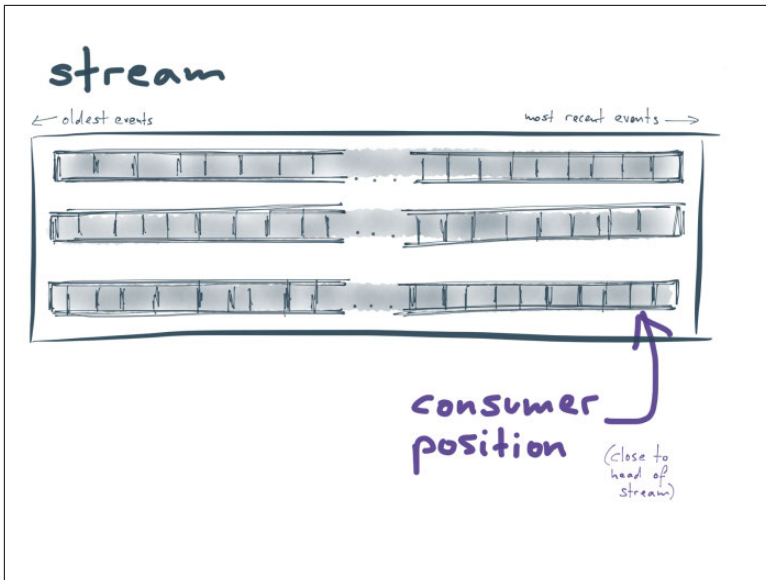 stream
oldest events
most recent events
consumer
position
(close to
head of
stream)